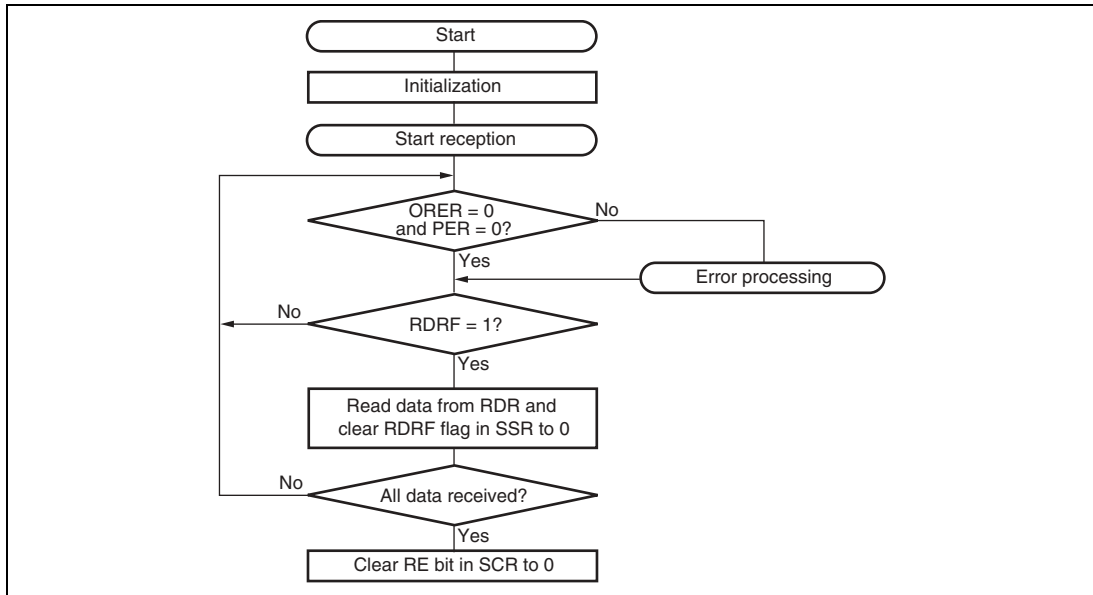 Start
Initialization
Start reception
ORER = 0
and PER = 0?
No
Yes
Error processing
No
RDRF = 1?
Yes
Read data from RDR and
clear RDRF flag in SSR to 0
No
All data received?
Yes
Clear RE bit in SCR to 0